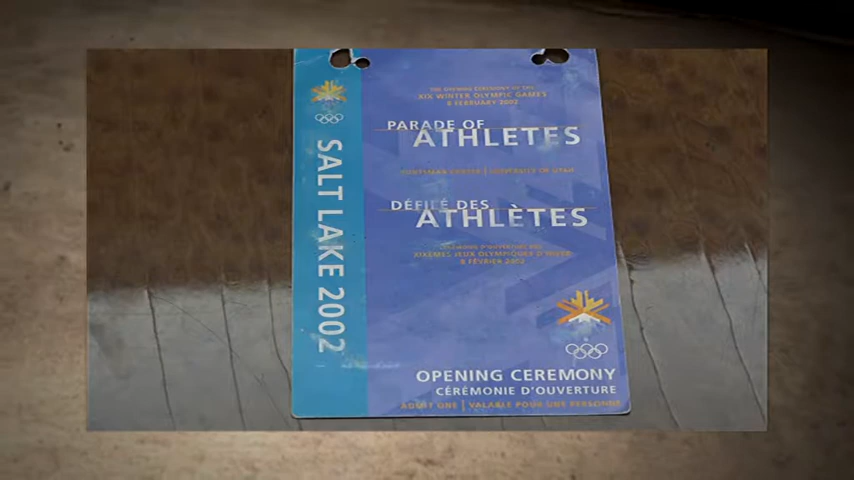 SALT LAKE 2002
THE OPENING CEREMONY OF THE
XIX WINTER OLYMPIC GAMES
8 FEBRUARY 2002
PARADE OF
ATHLETES
HUNTSMAN CENTER | UNIVERSITY OF UTAH
DÉFILÉ DES
ATHLÈTES
CÉRÉMONIE D'OUVERTURE DES
XIXÈMES JEUX OLYMPIQUES D'HIVER
8 FÉVRIER 2002
OPENING CEREMONY
CÉRÉMONIE D'OUVERTURE
ADMIT ONE | VALABLE POUR UNE PERSONNE